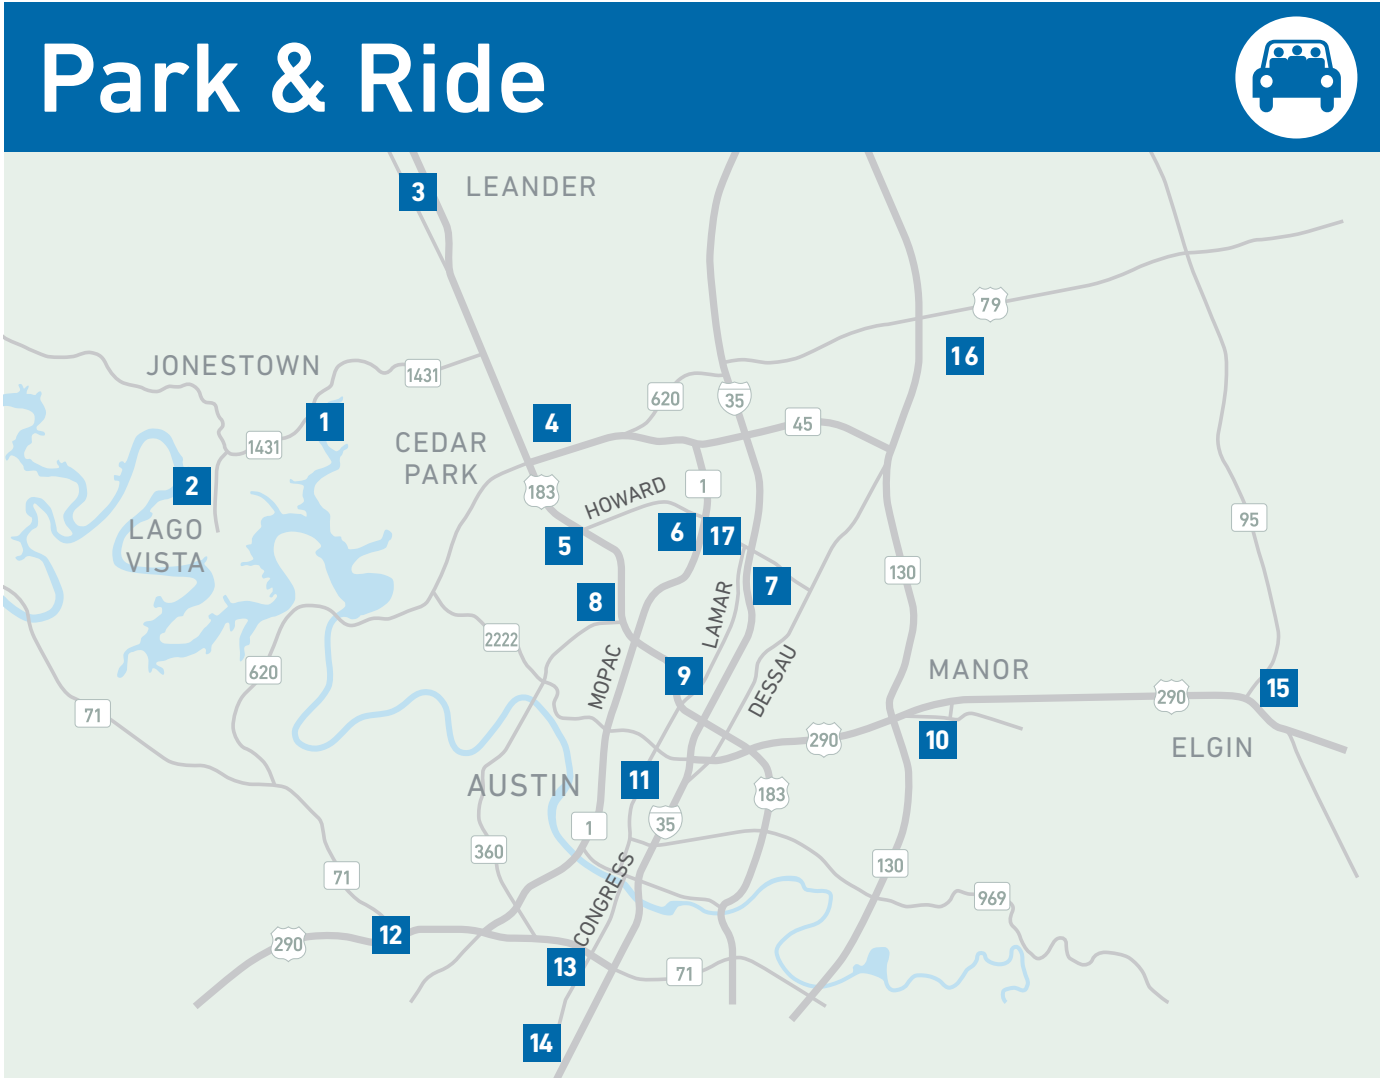 Park & Ride
3
LEANDER
79
16
JONESTOWN
1431
620
35
1
4
45
1431
CEDAR
PARK
2
183
HOWARD
1
95
LAGO
VISTA
5
6
17
130
7
8
LAMAR
2222
620
MOPAC
9
DESSAU
MANOR
290
15
71
290
10
ELGIN
AUSTIN
11
183
1
35
360
130
71
CONGRESS
969
290
12
13
71
14